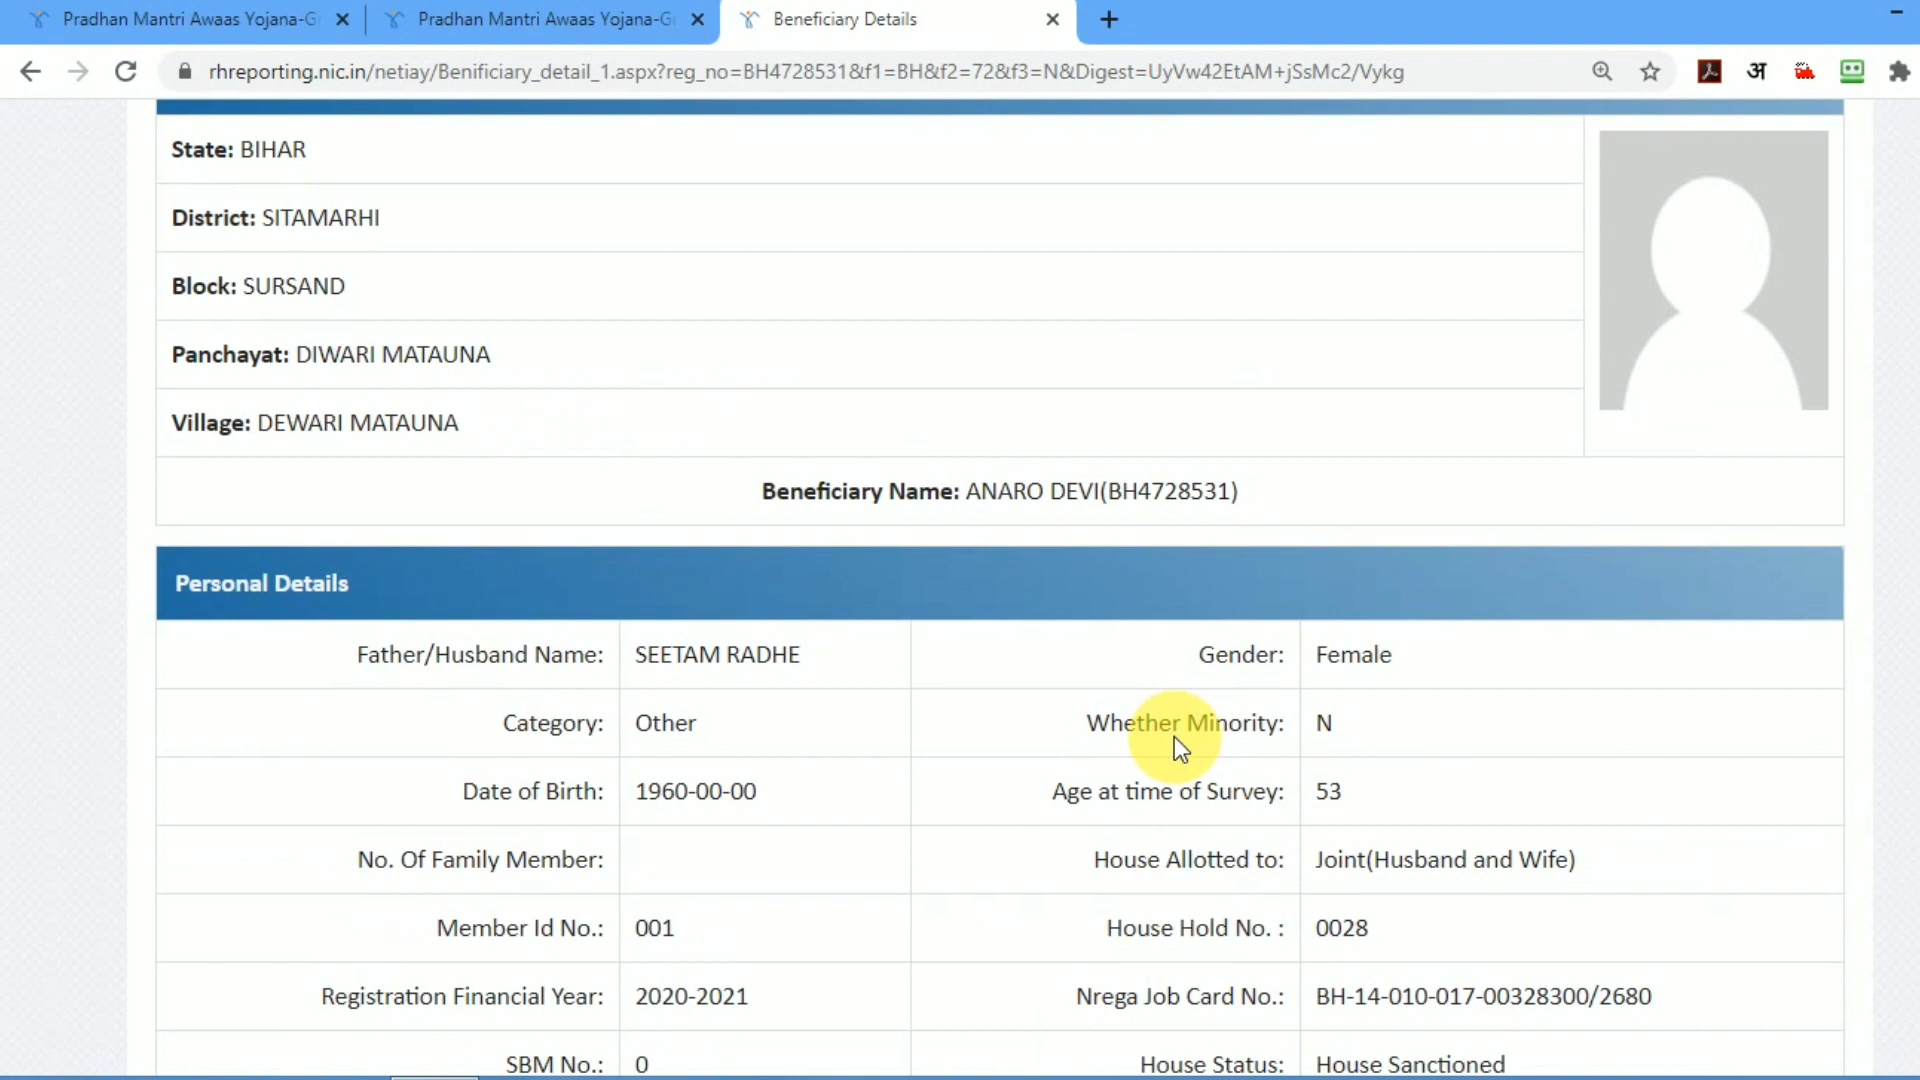 Pradhan Mantri Awaas Yojana-G
Pradhan Mantri Awaas Yojana-G
Beneficiary Details
rhreporting.nic.in/netiay/Benificiary_detail_1.aspx?reg_no=BH4728531&f1=BH&f2=72&f3=N&Digest=UyVw42EtAM+jSsMc2/Vykg
अ
State: BIHAR
District: SITAMARHI
Block: SURSAND
Panchayat: DIWARI MATAUNA
Village: DEWARI MATAUNA
Beneficiary Name: ANARO DEVI(BH4728531)
Personal Details
Father/Husband Name: SEETAM RADHE Gender: Female
Category: Other Whether Minority: N
Date of Birth: 1960-00-00 Age at time of Survey: 53
No. Of Family Member: House Allotted to: Joint(Husband and Wife)
Member Id No.: 001 House Hold No. : 0028
Registration Financial Year: 2020-2021 Nrega Job Card No.: BH-14-010-017-00328300/2680
SBM No.: 0 House Status: House Sanctioned